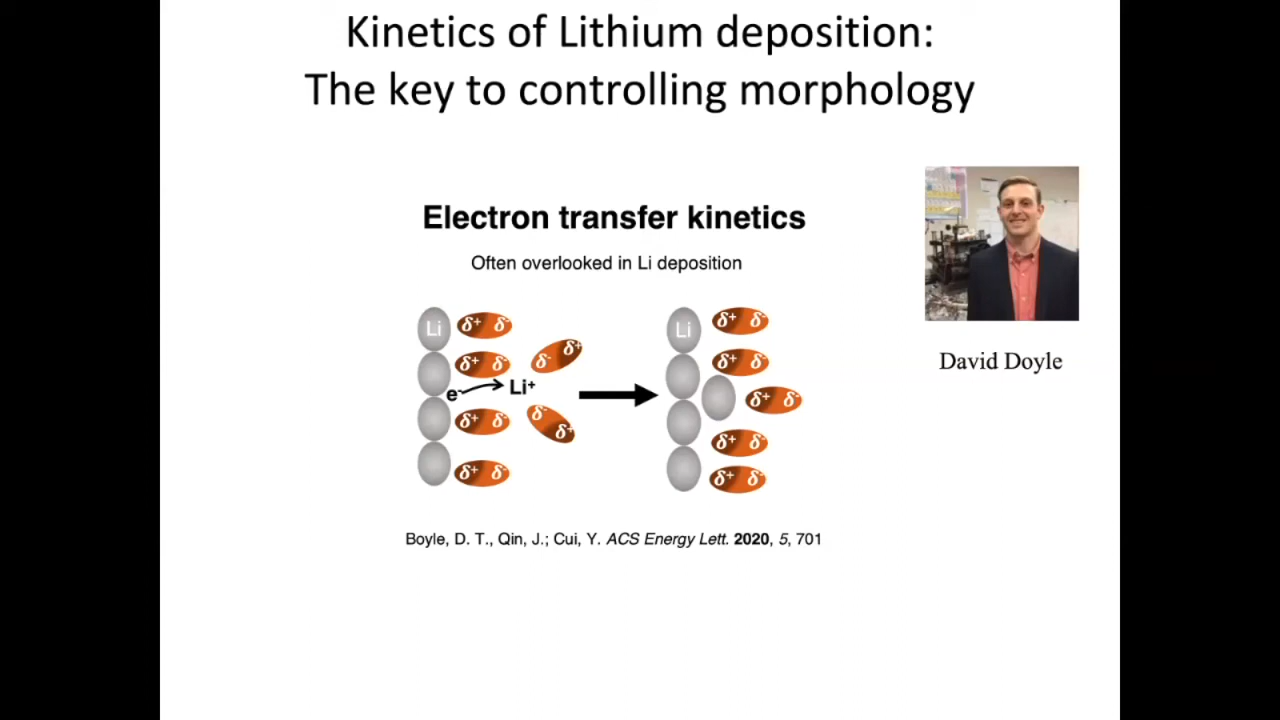 Kinetics of Lithium deposition:
The key to controlling morphology
Electron transfer kinetics
Often overlooked in Li deposition
Li δ⁺ δ⁻
δ⁺ δ⁻ δ⁻ δ⁺
e⁻ Li⁺
δ⁺ δ⁻ δ⁻ δ⁺
δ⁺ δ⁻
Li δ⁺ δ⁻
δ⁺ δ⁻
δ⁺ δ⁻
δ⁺ δ⁻
δ⁺ δ⁻
David Doyle
Boyle, D. T., Qin, J.; Cui, Y. ACS Energy Lett. 2020, 5, 701